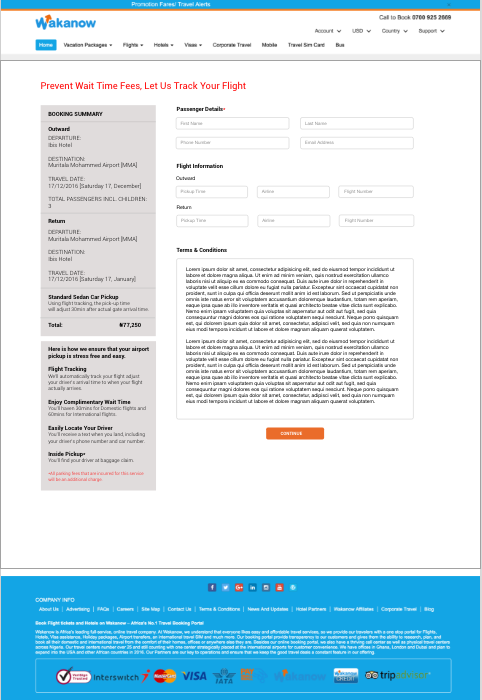 Promotion Fares/ Travel Alerts
x
Wakanow
Call to Book 0700 925 2669
Account USD Country Support
Home Vacation Packages Flights Hotels Visas Corporate Travel Mobile Travel Sim Card Bus
Prevent Wait Time Fees, Let Us Track Your Flight
BOOKING SUMMARY
Outward
DEPARTURE:
Ibis Hotel
DESTINATION:
Muritala Mohammed Airport [MMA]
TRAVEL DATE:
17/12/2016 [Saturday 17, December]
TOTAL PASSENGERS INCL. CHILDREN:
3
Return
DEPARTURE:
Muritala Mohammed Airport [MMA]
DESTINATION:
Ibis Hotel
TRAVEL DATE:
17/12/2016 [Saturday 17, January]
Standard Sedan Car Pickup
Using flight tracking, the pick-up time
will adjust 30mins after actual gate arrival time.
Total: ₦77,250
Here is how we ensure that your airport
pickup is stress free and easy.
Flight Tracking
We'll automatically track your flight adjust
your driver's arrival time to when your flight
actually arrives.
Enjoy Complimentary Wait Time
You'll have 30mins for Domestic flights and
60mins for International flights.
Easily Locate Your Driver
You'll receive a text when you land, including
your driver's phone number and car number.
Inside Pickup*
You'll find your driver at baggage claim.
*All parking fees that are incurred for this service
will be an additional charge.
Passenger Details*
First Name Last Name
Phone Number Email Address
Flight Information
Outward
Pickup Time Airline Flight Number
Return
Pickup Time Airline Flight Number
Terms & Conditions
Lorem ipsum dolor sit amet, consectetur adipisicing elit, sed do eiusmod tempor incididunt ut
labore et dolore magna aliqua. Ut enim ad minim veniam, quis nostrud exercitation ullamco
laboris nisi ut aliquip ex ea commodo consequat. Duis aute irure dolor in reprehenderit in
voluptate velit esse cillum dolore eu fugiat nulla pariatur. Excepteur sint occaecat cupidatat non
proident, sunt in culpa qui officia deserunt mollit anim id est laborum. Sed ut perspiciatis unde
omnis iste natus error sit voluptatem accusantium doloremque laudantium, totam rem aperiam,
eaque ipsa quae ab illo inventore veritatis et quasi architecto beatae vitae dicta sunt explicabo.
Nemo enim ipsam voluptatem quia voluptas sit aspernatur aut odit aut fugit, sed quia
consequuntur magni dolores eos qui ratione voluptatem sequi nesciunt. Neque porro quisquam
est, qui dolorem ipsum quia dolor sit amet, consectetur, adipisci velit, sed quia non numquam
eius modi tempora incidunt ut labore et dolore magnam aliquam quaerat voluptatem.
Lorem ipsum dolor sit amet, consectetur adipisicing elit, sed do eiusmod tempor incididunt ut
labore et dolore magna aliqua. Ut enim ad minim veniam, quis nostrud exercitation ullamco
laboris nisi ut aliquip ex ea commodo consequat. Duis aute irure dolor in reprehenderit in
voluptate velit esse cillum dolore eu fugiat nulla pariatur. Excepteur sint occaecat cupidatat non
proident, sunt in culpa qui officia deserunt mollit anim id est laborum. Sed ut perspiciatis unde
omnis iste natus error sit voluptatem accusantium doloremque laudantium, totam rem aperiam,
eaque ipsa quae ab illo inventore veritatis et quasi architecto beatae vitae dicta sunt explicabo.
Nemo enim ipsam voluptatem quia voluptas sit aspernatur aut odit aut fugit, sed quia
consequuntur magni dolores eos qui ratione voluptatem sequi nesciunt. Neque porro quisquam
est, qui dolorem ipsum quia dolor sit amet, consectetur, adipisci velit, sed quia non numquam
eius modi tempora incidunt ut labore et dolore magnam aliquam quaerat voluptatem.
CONTINUE
COMPANY INFO
About Us | Advertising | FAQs | Careers | Site Map | Contact Us | Terms & Conditions | News And Updates | Hotel Partners | Wakanow Affiliates | Corporate Travel | Blog
Book Flight tickets and Hotels on Wakanow - Africa's No.1 Travel Booking Portal
Interswitch MasterCard VISA IATA trip